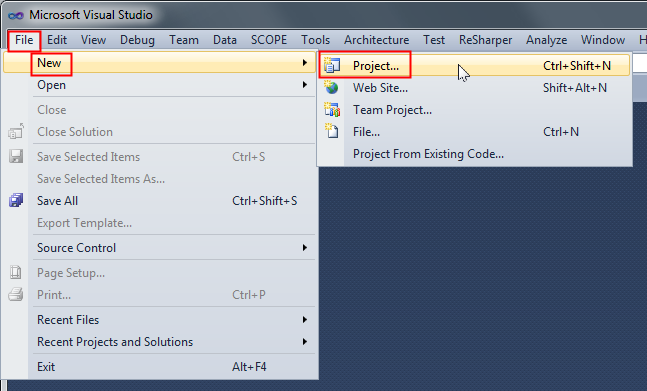 Microsoft Visual Studio
File Edit View Debug Team Data SCOPE Tools Architecture Test ReSharper Analyze Window H
New
Project... Ctrl+Shift+N
Open
Web Site... Shift+Alt+N
Close
Team Project...
Close Solution
File... Ctrl+N
Save Selected Items Ctrl+S
Project From Existing Code...
Save Selected Items As...
Save All Ctrl+Shift+S
Export Template...
Source Control
Page Setup...
Print... Ctrl+P
Recent Files
Recent Projects and Solutions
Exit Alt+F4